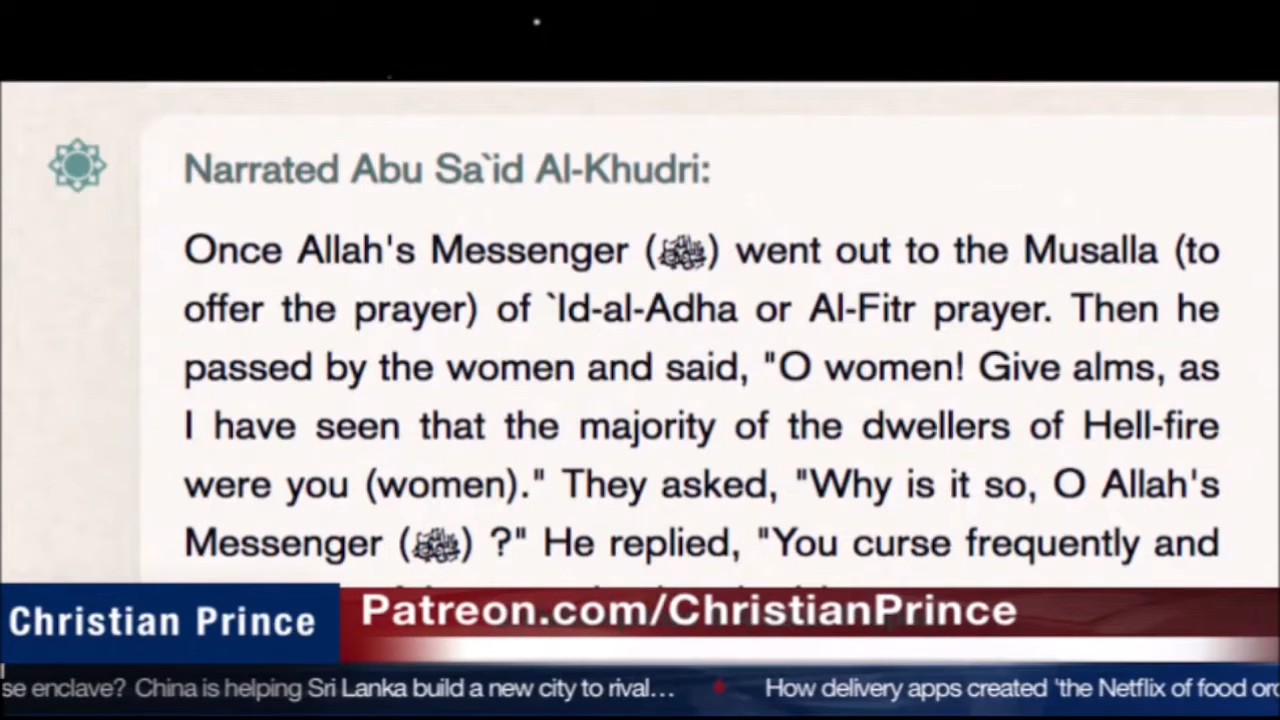 Narrated Abu Sa`id Al-Khudri:
Once Allah's Messenger (ﷺ) went out to the Musalla (to
offer the prayer) of `Id-al-Adha or Al-Fitr prayer. Then he
passed by the women and said, "O women! Give alms, as
I have seen that the majority of the dwellers of Hell-fire
were you (women)." They asked, "Why is it so, O Allah's
Messenger (ﷺ) ?" He replied, "You curse frequently and
Christian Prince
Patreon.com/ChristianPrince
se enclave? China is helping Sri Lanka build a new city to rival... How delivery apps created 'the Netflix of food